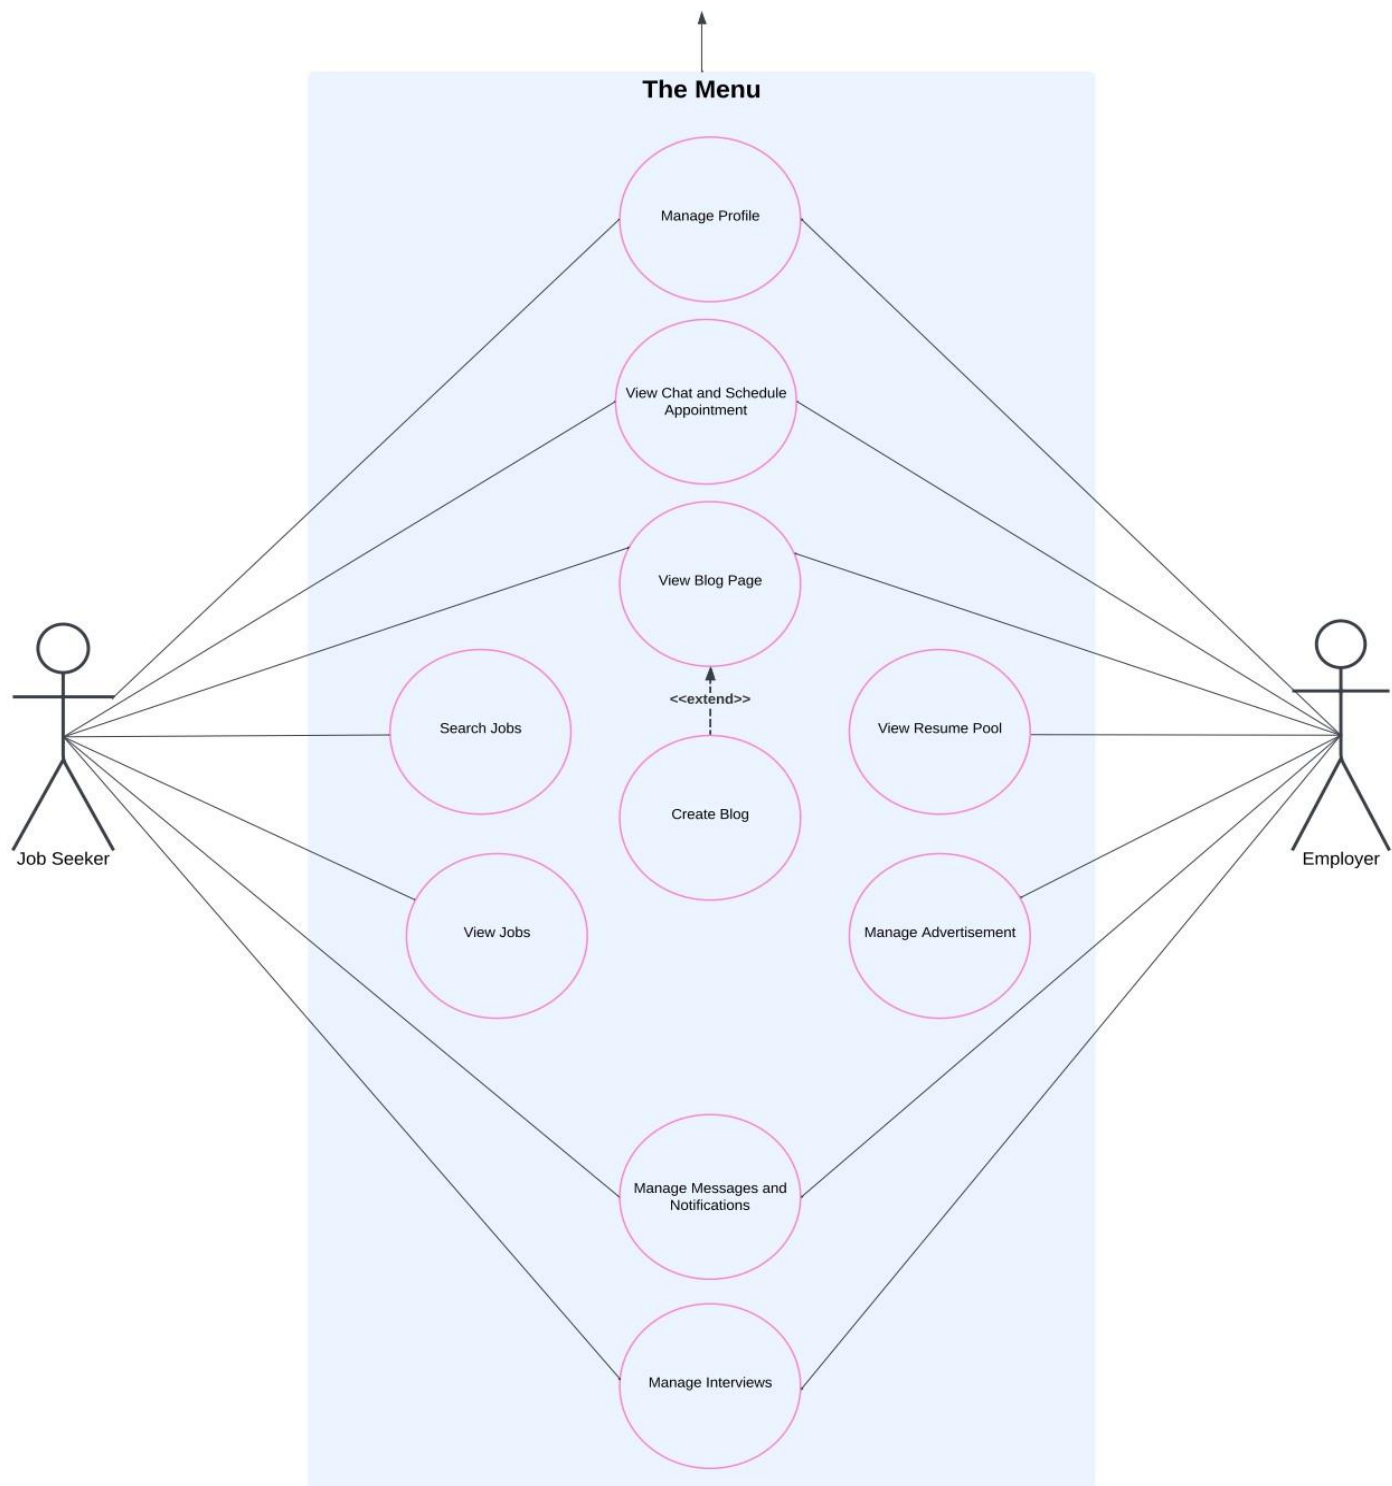 The Menu
Manage Profile
View Chat and Schedule
Appointment
View Blog Page
<<extend>>
Search Jobs
View Resume Pool
Create Blog
Job Seeker
Employer
View Jobs
Manage Advertisement
Manage Messages and
Notifications
Manage Interviews